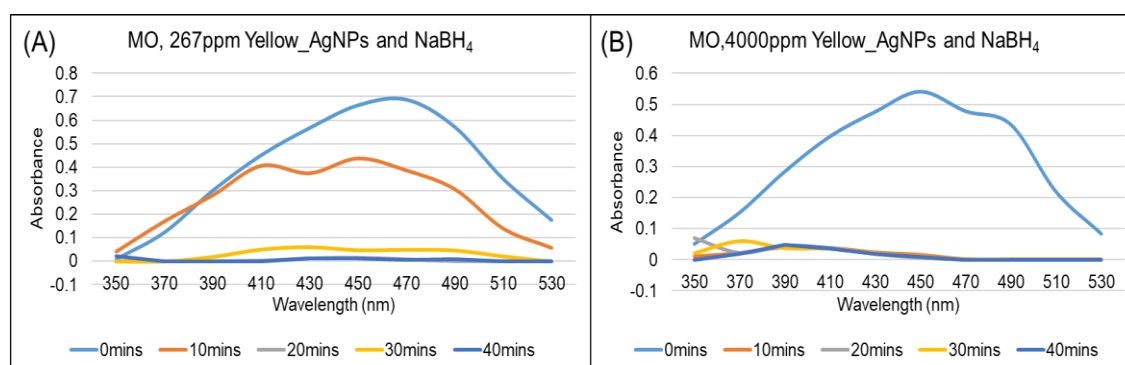 (A)
MO, 267ppm Yellow_AgNPs and NaBH₄
0.8
0.7
0.6
0.5
0.4
0.3
0.2
0.1
0
-0.1
Absorbance
350 370 390 410 430 450 470 490 510 530
Wavelength (nm)
0mins 10mins 20mins 30mins 40mins
(B)
MO,4000ppm Yellow_AgNPs and NaBH₄
0.6
0.5
0.4
0.3
0.2
0.1
0
-0.1
Absorbance
350 370 390 410 430 450 470 490 510 530
Wavelength (nm)
0mins 10mins 20mins 30mins 40mins